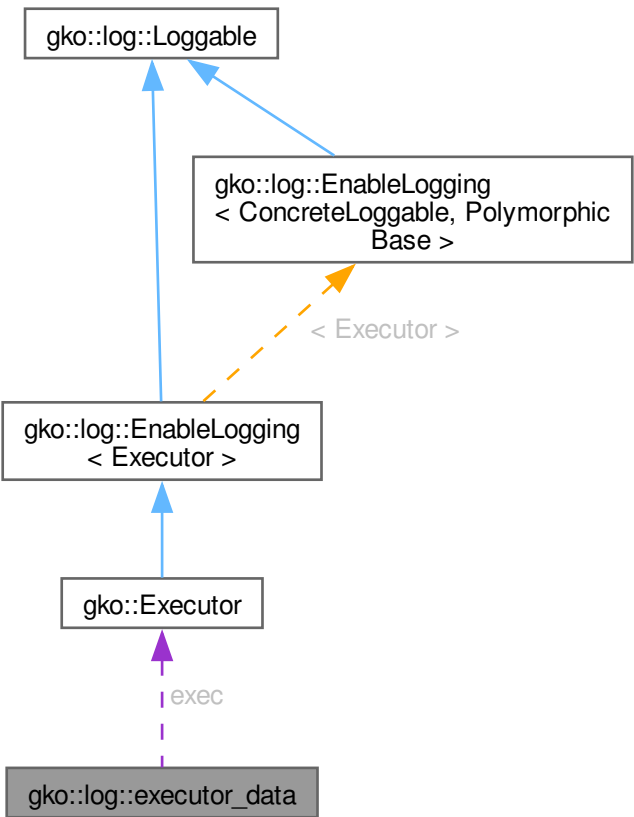 gko::log::Loggable
gko::log::EnableLogging
< ConcreteLoggable, Polymorphic
Base >
< Executor >
gko::log::EnableLogging
< Executor >
gko::Executor
exec
gko::log::executor_data